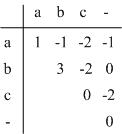 a b c -
a 1 -1 -2 -1
b 3 -2 0
c 0 -2
- 0